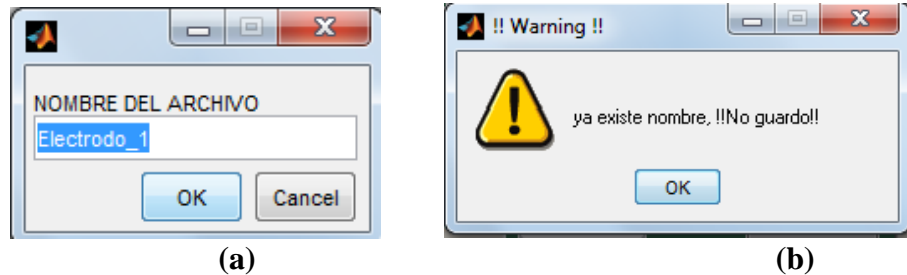 NOMBRE DEL ARCHIVO
Electrodo_1
OK Cancel
(a)
!! Warning !!
ya existe nombre, !!No guardo!!
OK
(b)